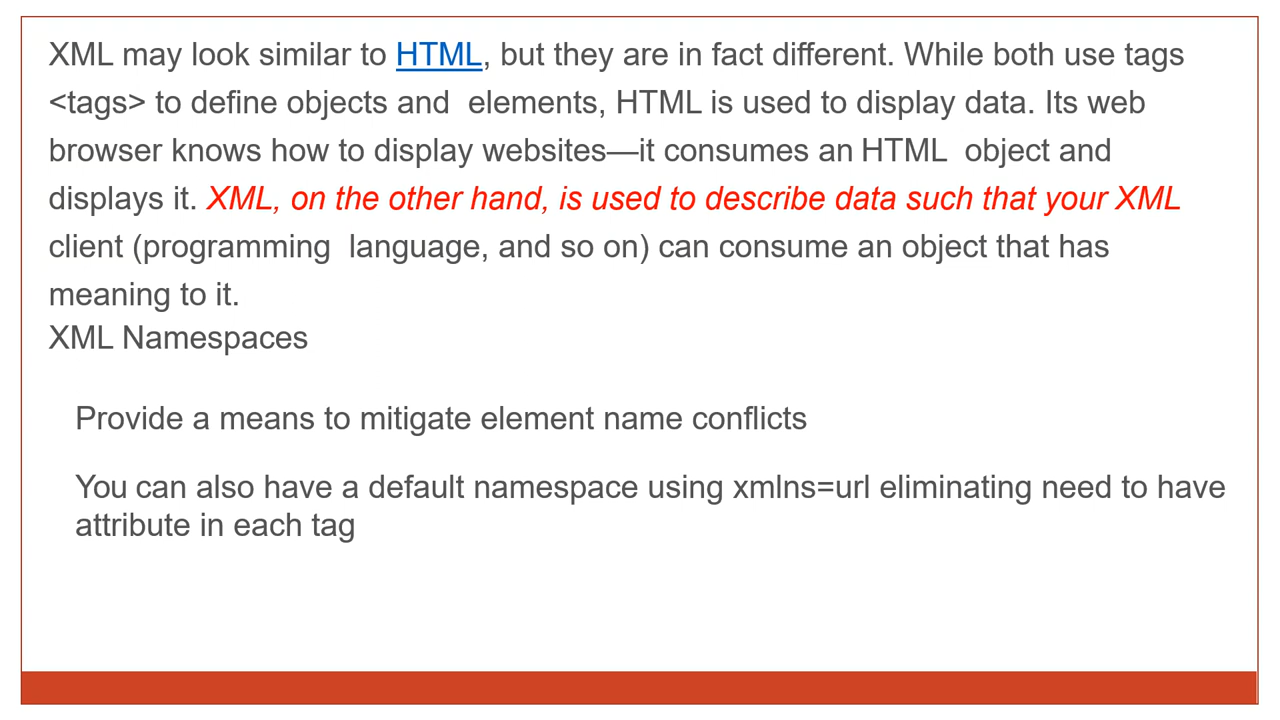 XML may look similar to HTML, but they are in fact different. While both use tags
<tags> to define objects and  elements, HTML is used to display data. Its web
browser knows how to display websites—it consumes an HTML  object and
displays it. XML, on the other hand, is used to describe data such that your XML
client (programming  language, and so on) can consume an object that has
meaning to it.
XML Namespaces
Provide a means to mitigate element name conflicts
You can also have a default namespace using xmlns=url eliminating need to have
attribute in each tag